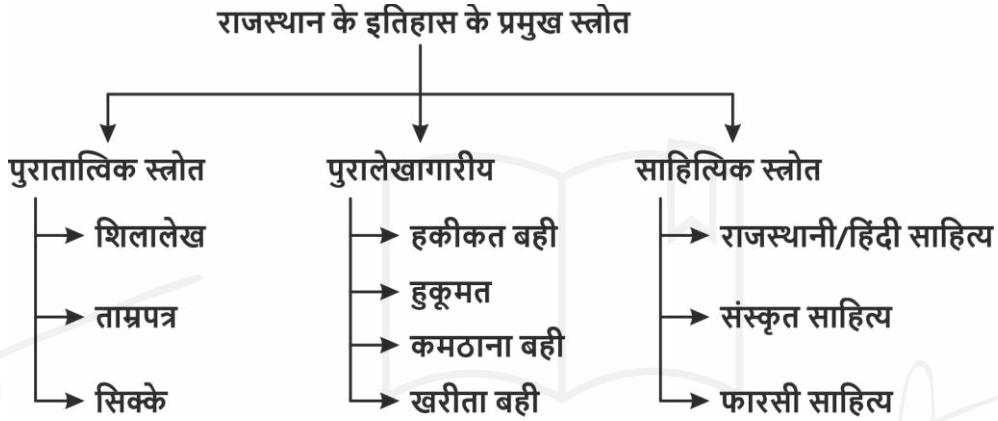 राजस्थान के इतिहास के प्रमुख स्त्रोत
पुरातात्विक स्त्रोत
शिलालेख
ताम्रपत्र
सिक्के
पुरालेखागारीय
हकीकत बही
हुकूमत
कमठाना बही
खरीता बही
साहित्यिक स्त्रोत
राजस्थानी/हिंदी साहित्य
संस्कृत साहित्य
फारसी साहित्य